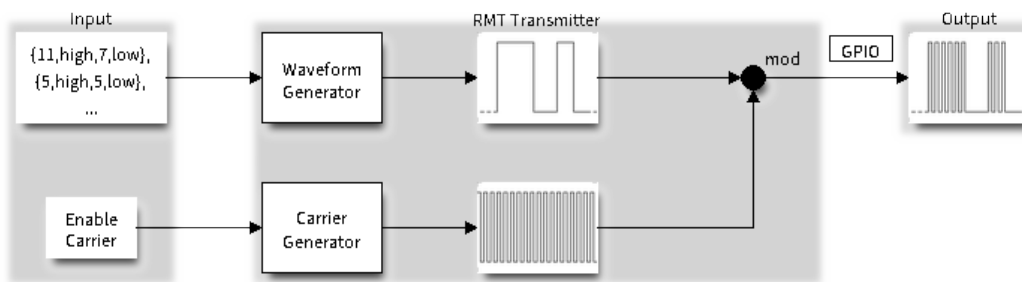 Input
RMT Transmitter
Output
{11,high,7,low},
{5,high,5,low},
...
Waveform
Generator
mod
GPIO
Enable
Carrier
Carrier
Generator